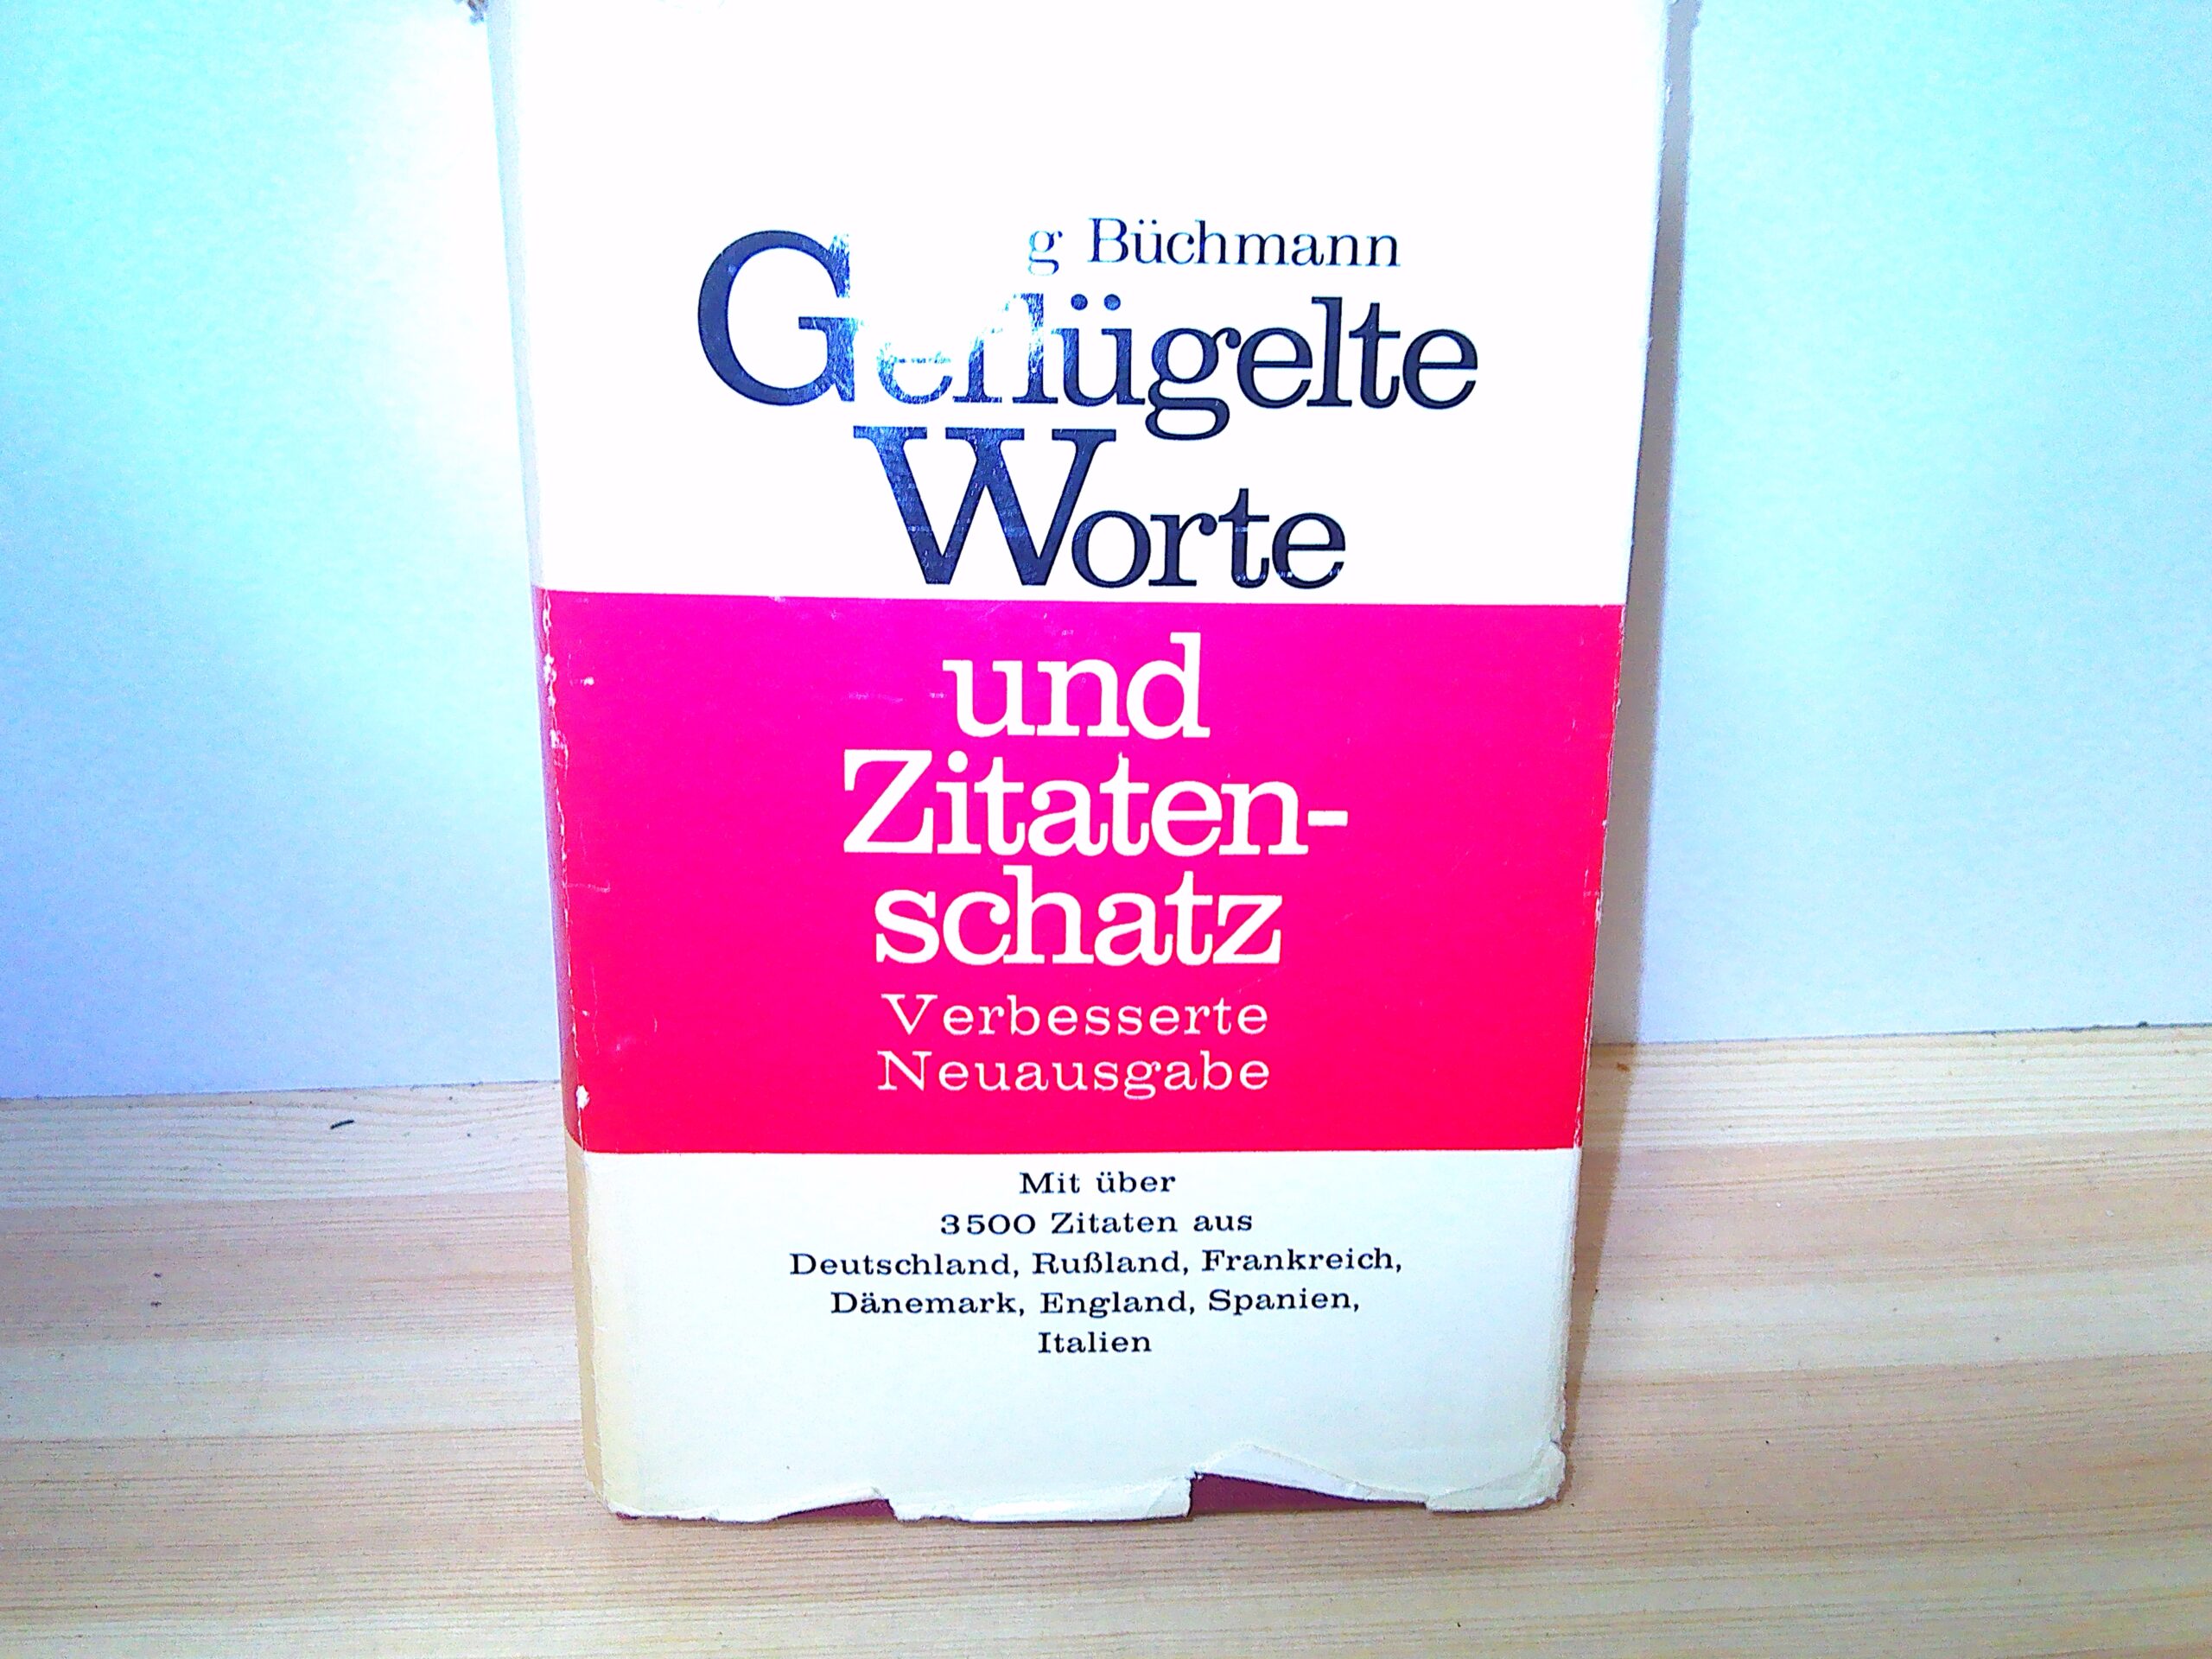 g Büchmann
Geflügelte
Worte
und
Zitaten-
schatz
Verbesserte
Neuausgabe
Mit über
3500 Zitaten aus
Deutschland, Rußland, Frankreich,
Dänemark, England, Spanien,
Italien